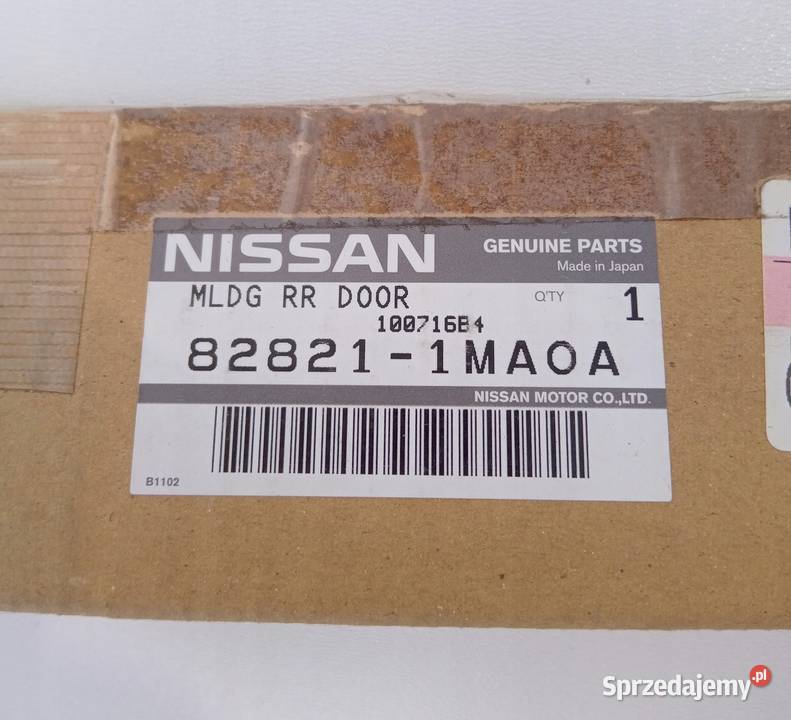 NISSAN GENUINE PARTS
Made in Japan
MLDG RR DOOR Q'TY 1
100716B4
82821-1MA0A
NISSAN MOTOR CO.,LTD.
B1102
Sprzedajemy.pl